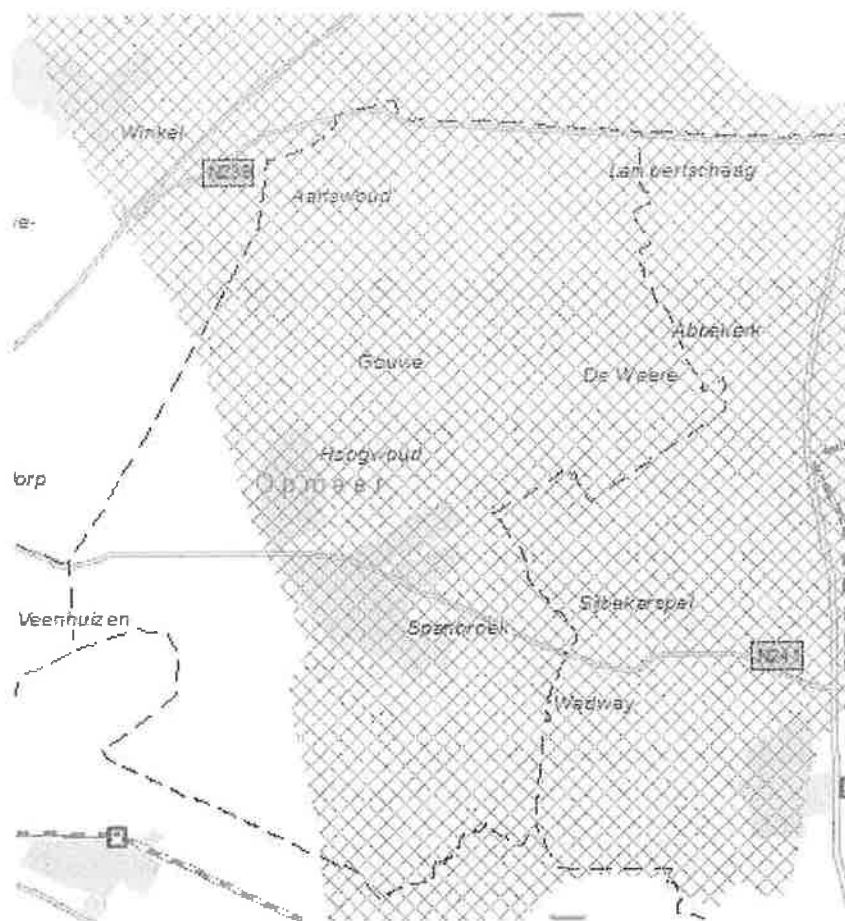 Winkel
N239
Lambertschaag
Aartswoud
Abbekerk
Gouwe
De Weere
Hoogwoud
Opmeer
Veenhuizen
Sijbekarspel
Spanbroek
N241
Wadway